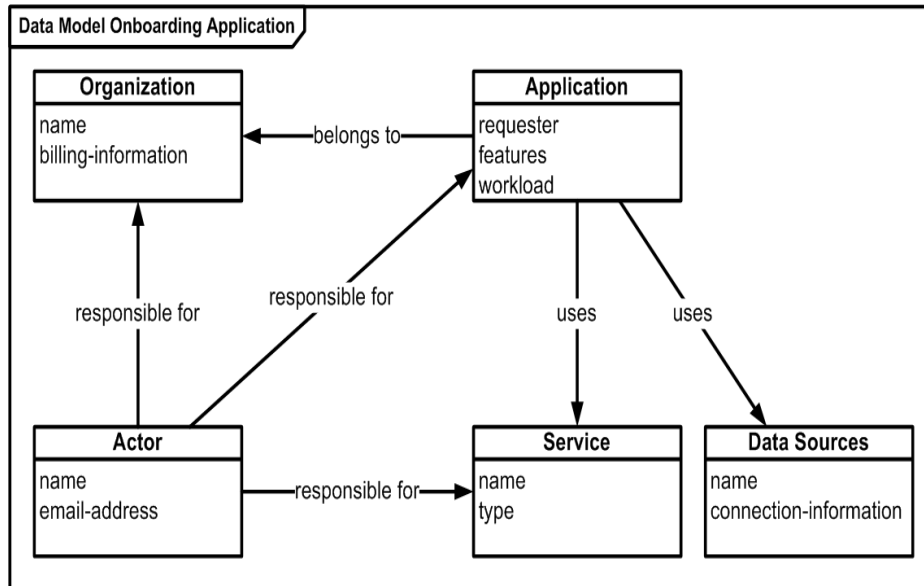 Data Model Onboarding Application
Organization
name
billing-information
Application
requester
features
workload
belongs to
responsible for
responsible for
uses
uses
Actor
name
email-address
responsible for
Service
name
type
Data Sources
name
connection-information